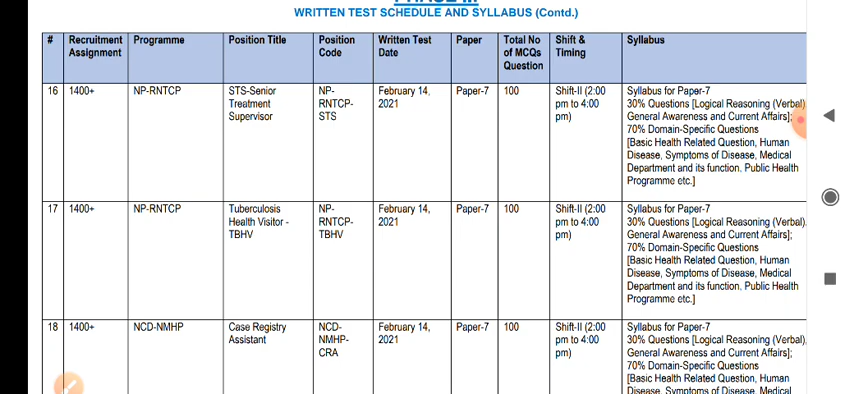 WRITTEN TEST SCHEDULE AND SYLLABUS (Contd.)
# Recruitment Assignment Programme Position Title Position Code Written Test Date Paper Total No of MCQs Question Shift & Timing Syllabus
16 1400+ NP-RNTCP STS-Senior Treatment Supervisor NP-RNTCP-STS February 14, 2021 Paper-7 100 Shift-II (2:00 pm to 4:00 pm) Syllabus for Paper-7
30% Questions [Logical Reasoning (Verbal),
General Awareness and Current Affairs];
70% Domain-Specific Questions
[Basic Health Related Question, Human
Disease, Symptoms of Disease, Medical
Department and its function, Public Health
Programme etc.]
17 1400+ NP-RNTCP Tuberculosis Health Visitor - TBHV NP-RNTCP-TBHV February 14, 2021 Paper-7 100 Shift-II (2:00 pm to 4:00 pm) Syllabus for Paper-7
30% Questions [Logical Reasoning (Verbal),
General Awareness and Current Affairs];
70% Domain-Specific Questions
[Basic Health Related Question, Human
Disease, Symptoms of Disease, Medical
Department and its function, Public Health
Programme etc.]
18 1400+ NCD-NMHP Case Registry Assistant NCD-NMHP-CRA February 14, 2021 Paper-7 100 Shift-II (2:00 pm to 4:00 pm) Syllabus for Paper-7
30% Questions [Logical Reasoning (Verbal),
General Awareness and Current Affairs];
70% Domain-Specific Questions
[Basic Health Related Question, Human
Disease, Symptoms of Disease, Medical